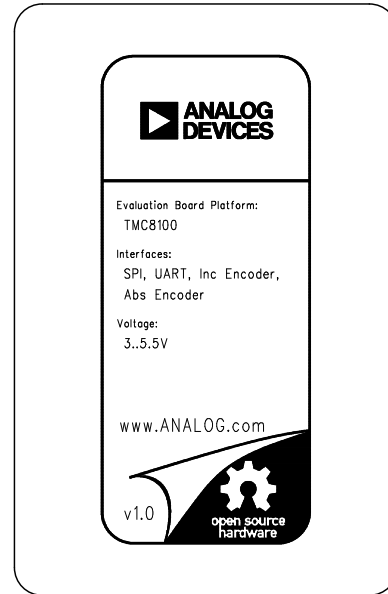 ANALOG
DEVICES
Evaluation Board Platform:
TMC8100
Interfaces:
SPI, UART, Inc Encoder,
Abs Encoder
Voltage:
3..5.5V
www.ANALOG.com
v1.0
open source
hardware